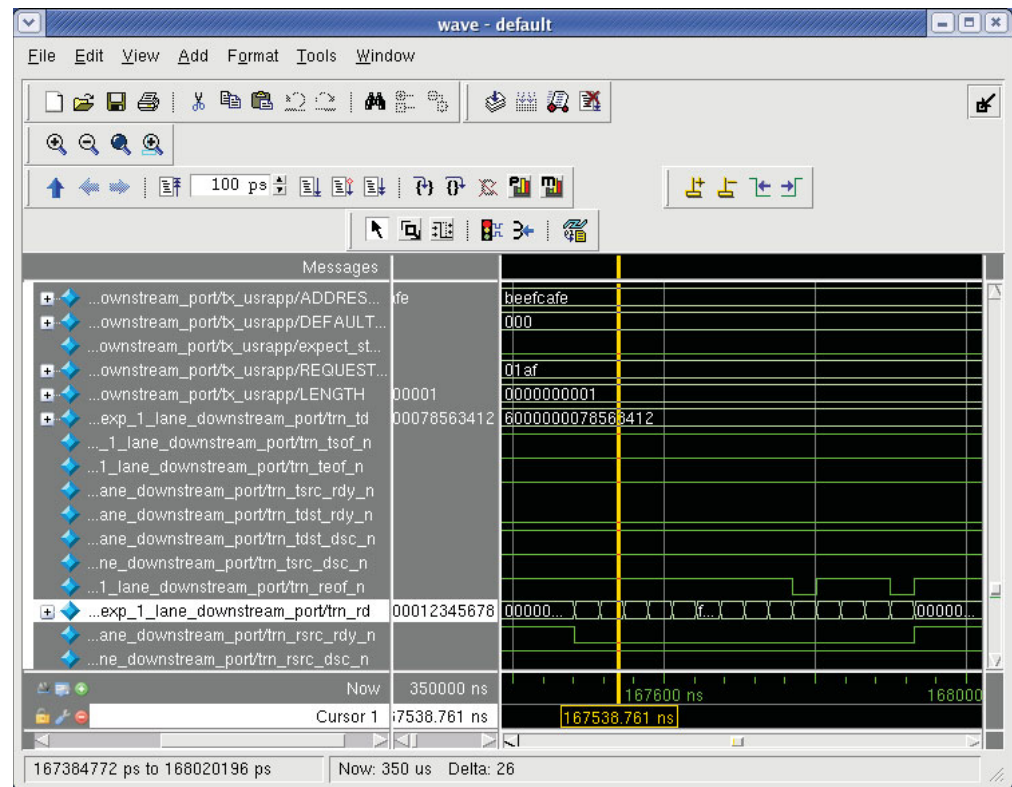 wave - default
File Edit View Add Format Tools Window
100 ps
Messages
...ownstream_port/tx_usrapp/ADDRES... afe beefcafe
...ownstream_port/tx_usrapp/DEFAULT... 000
...ownstream_port/tx_usrapp/expect_st...
...ownstream_port/tx_usrapp/REQUEST... 01af
...ownstream_port/tx_usrapp/LENGTH 00001 0000000001
...exp_1_lane_downstream_port/trn_td 00078563412 6000000078563412
..._1_lane_downstream_port/trn_tsof_n
...1_lane_downstream_port/trn_teof_n
...ane_downstream_port/trn_tsrc_rdy_n
...ane_downstream_port/trn_tdst_rdy_n
...ane_downstream_port/trn_tdst_dsc_n
...ne_downstream_port/trn_tsrc_dsc_n
...1_lane_downstream_port/trn_reof_n
...exp_1_lane_downstream_port/trn_rd 00012345678 00000... f... 00000...
...ane_downstream_port/trn_rsrc_rdy_n
...ne_downstream_port/trn_rsrc_dsc_n
Now 350000 ns 167600 ns 168000
Cursor 1 67538.761 ns 167538.761 ns
167384772 ps to 168020196 ps Now: 350 us Delta: 26